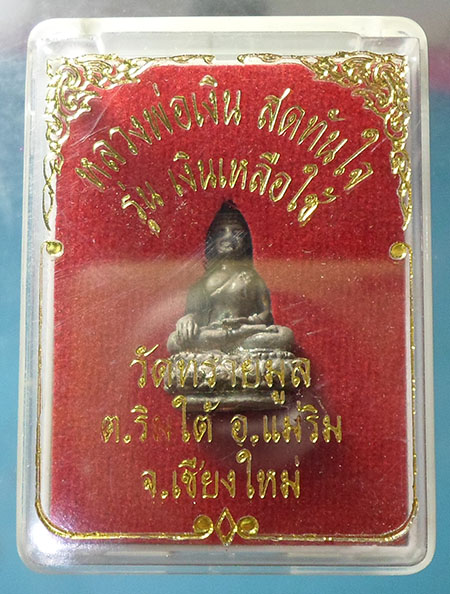 หลวงพ่อเงิน สดทันใจ
รุ่น เงินเหลือใช้
วัดทรายมูล
ต.ริมใต้ อ.แม่ริม
จ.เชียงใหม่